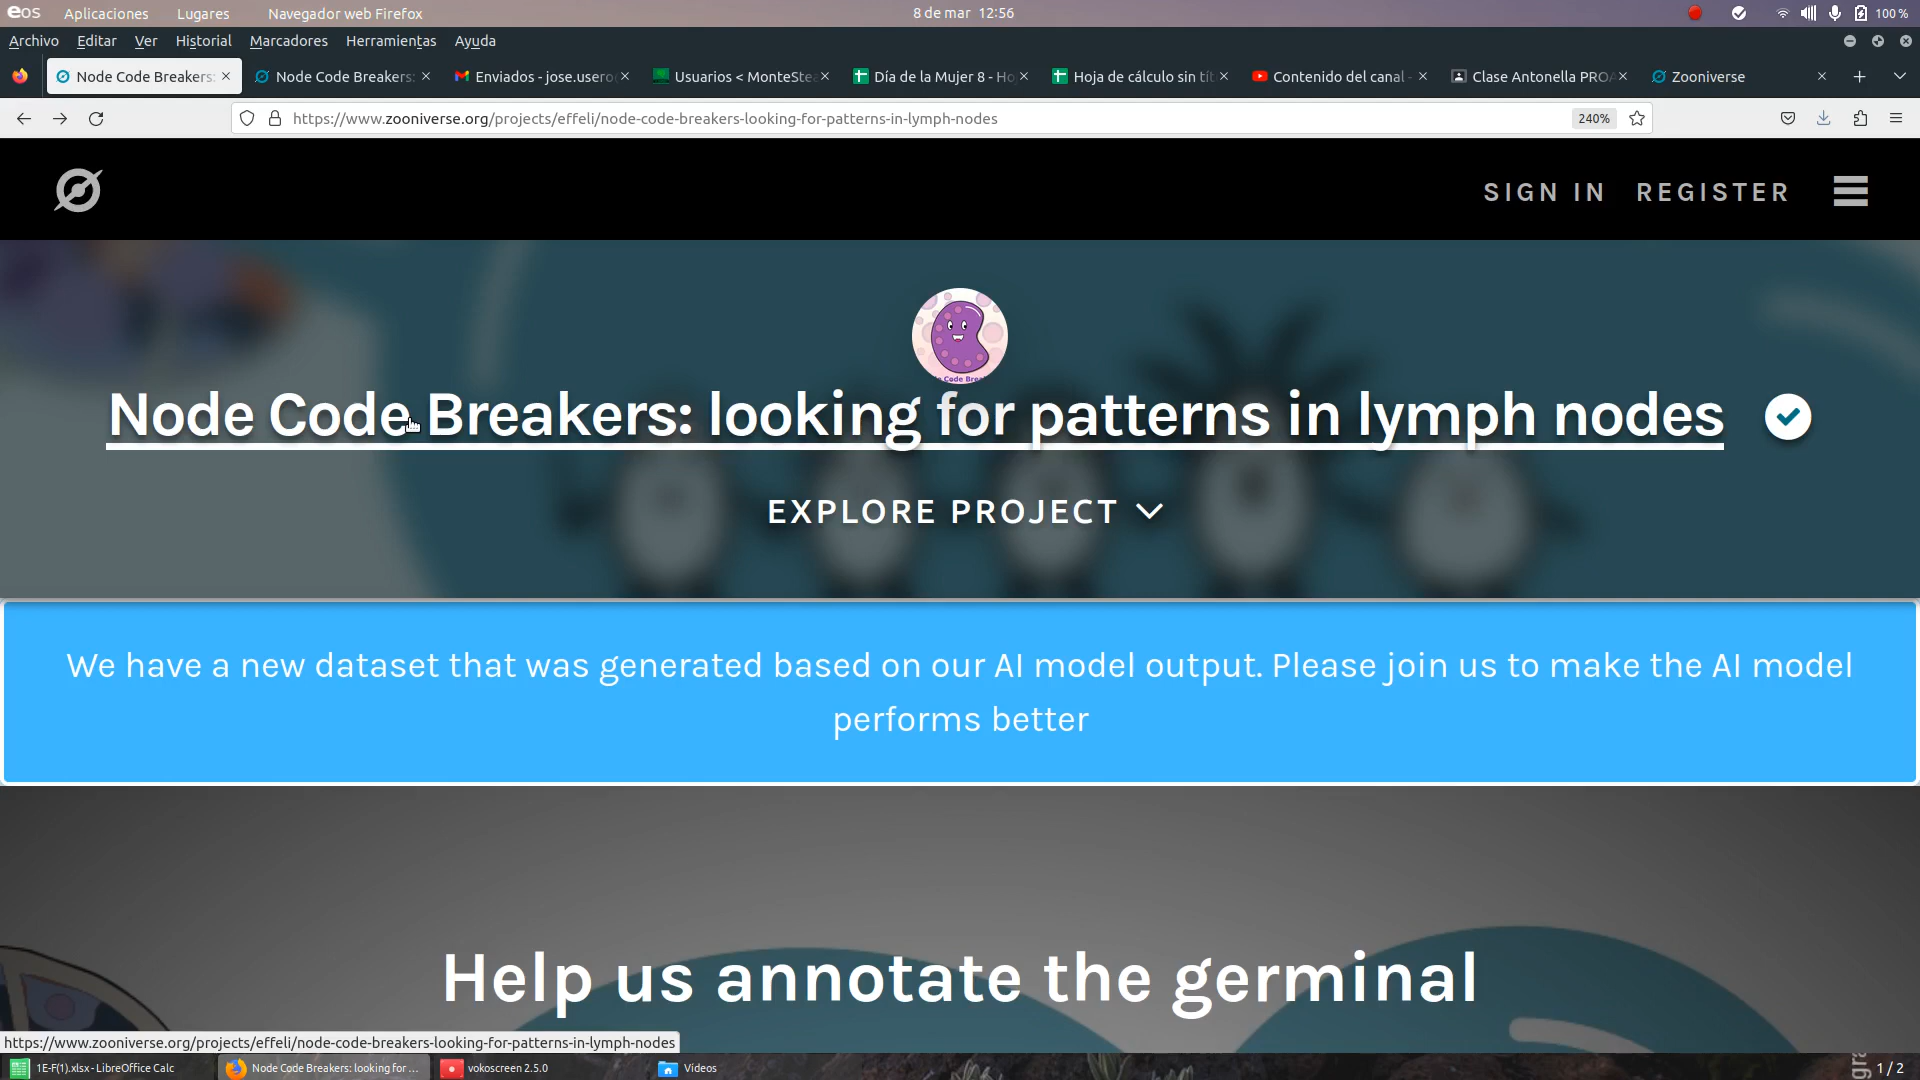 eos Aplicaciones Lugares Navegador web Firefox 8 de mar 12:56 100 %
Archivo Editar Ver Historial Marcadores Herramientas Ayuda
Node Code Breakers: Node Code Breakers: Enviados - jose.usero Usuarios < MonteSte Día de la Mujer 8 - Ho Hoja de cálculo sin tít Contenido del canal - Clase Antonella PROA Zooniverse
https://www.zooniverse.org/projects/effeli/node-code-breakers-looking-for-patterns-in-lymph-nodes 240%
SIGN IN REGISTER
Node Code Breakers: looking for patterns in lymph nodes
EXPLORE PROJECT
We have a new dataset that was generated based on our AI model output. Please join us to make the AI model
performs better
Help us annotate the germinal
https://www.zooniverse.org/projects/effeli/node-code-breakers-looking-for-patterns-in-lymph-nodes
1E-F(1).xlsx - LibreOffice Calc Node Code Breakers: looking for ... vokoscreen 2.5.0 Vídeos 1 / 2